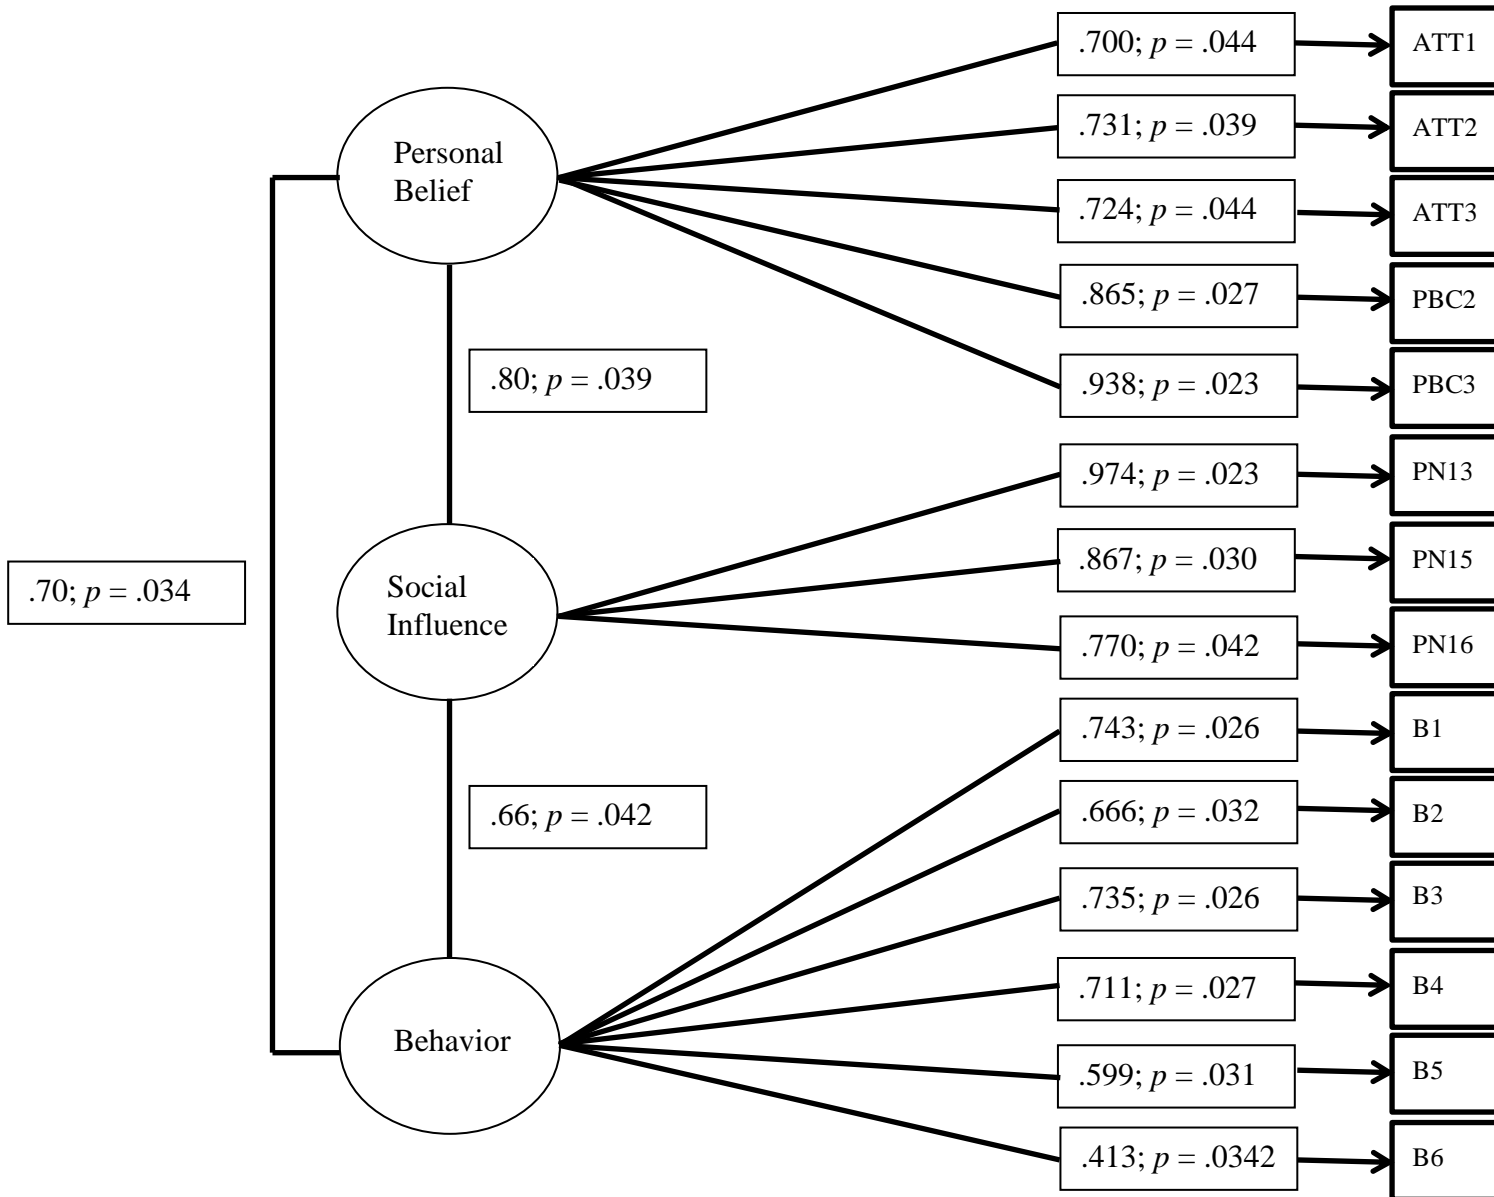 .700; p = .044
ATT1
.731; p = .039
ATT2
Personal
Belief
.724; p = .044
ATT3
.865; p = .027
PBC2
.80; p = .039
.938; p = .023
PBC3
.974; p = .023
PN13
.70; p = .034
Social
Influence
.867; p = .030
PN15
.770; p = .042
PN16
.743; p = .026
B1
.66; p = .042
.666; p = .032
B2
.735; p = .026
B3
.711; p = .027
B4
Behavior
.599; p = .031
B5
.413; p = .0342
B6